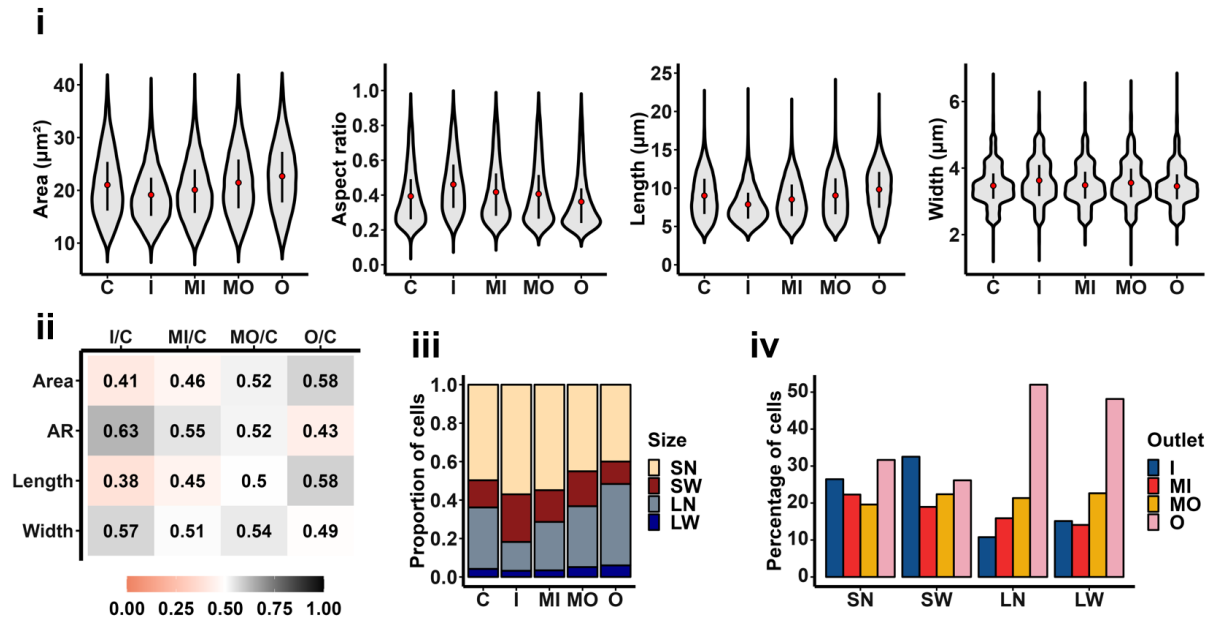 i
Area (µm²)
40
30
20
10
C I MI MO O
Aspect ratio
1.0
0.8
0.6
0.4
0.2
0.0
C I MI MO O
Length (µm)
25
20
15
10
5
0
C I MI MO O
Width (µm)
6
4
2
C I MI MO O
ii
I/C MI/C MO/C O/C
Area 0.41 0.46 0.52 0.58
AR 0.63 0.55 0.52 0.43
Length 0.38 0.45 0.5 0.58
Width 0.57 0.51 0.54 0.49
0.00 0.25 0.50 0.75 1.00
iii
Proportion of cells
1.0
0.8
0.6
0.4
0.2
0.0
C I MI MO O
Size
SN
SW
LN
LW
iv
Percentage of cells
50
40
30
20
10
0
SN SW LN LW
Outlet
I
MI
MO
O